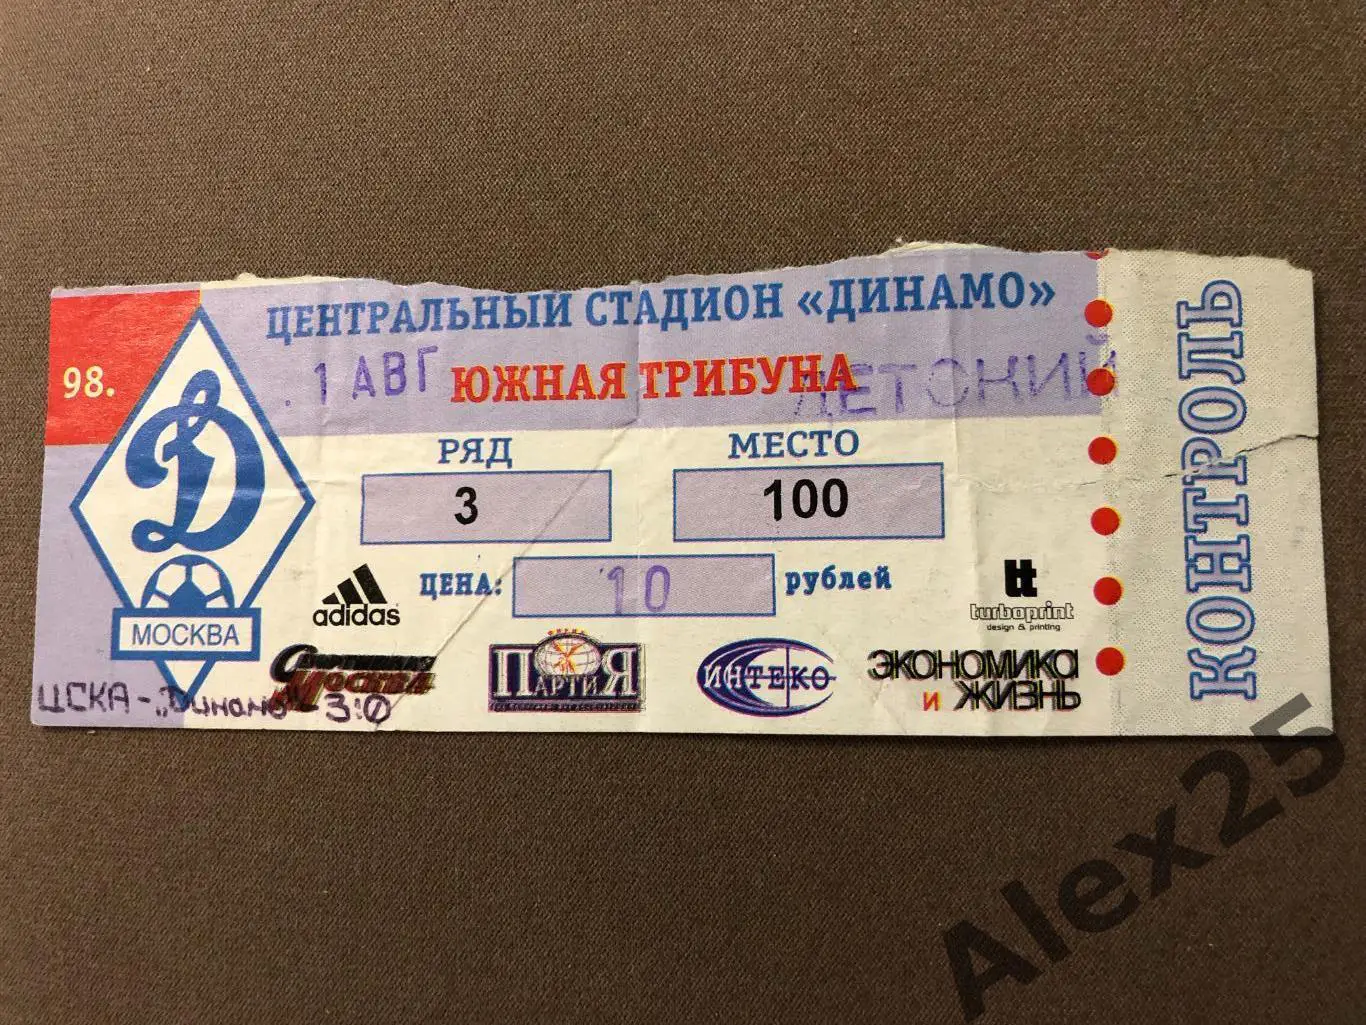 ЦЕНТРАЛЬНЫЙ СТАДИОН «ДИНАМО»
98.
1 АВГ ЮЖНАЯ ТРИБУНА ДЕТСКИЙ
РЯД МЕСТО
3 100
ЦЕНА: 10 рублей
adidas
turboprint
design & printing
МОСКВА
Спортивная
Москва
ФИРМА
ПАРТИЯ
ИНТЕКО
ЭКОНОМИКА
И ЖИЗНЬ
ЦСКА - "Динамо" 3:0
КОНТРОЛЬ
Alex25